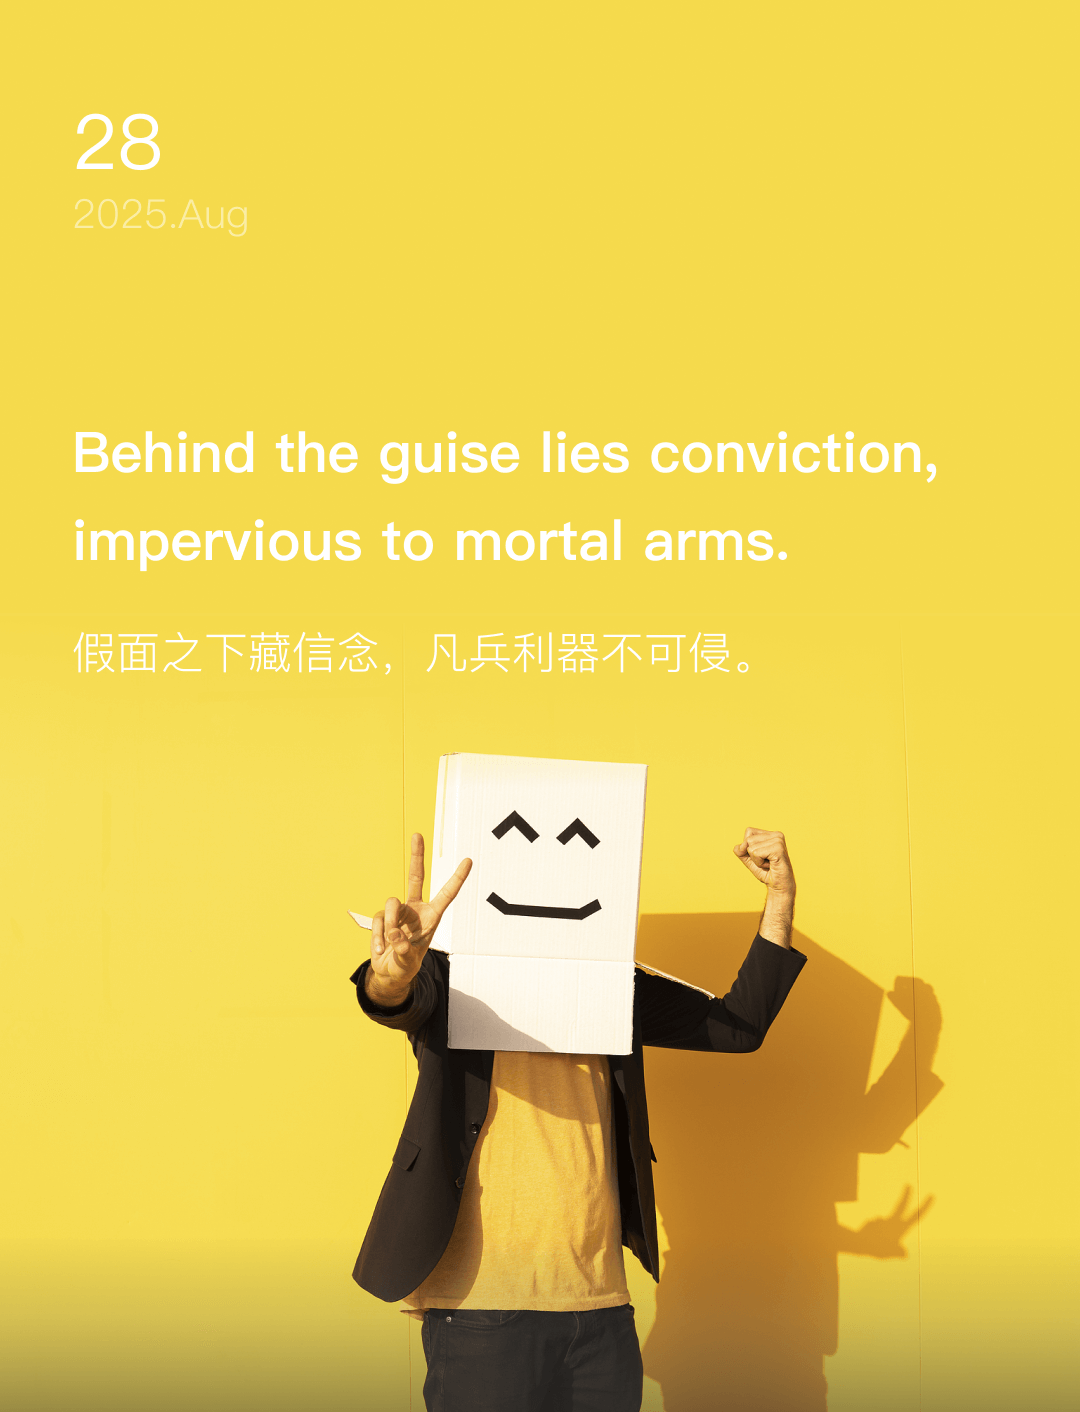 28
2025.Aug
Behind the guise lies conviction,
impervious to mortal arms.
假面之下藏信念，凡兵利器不可侵。